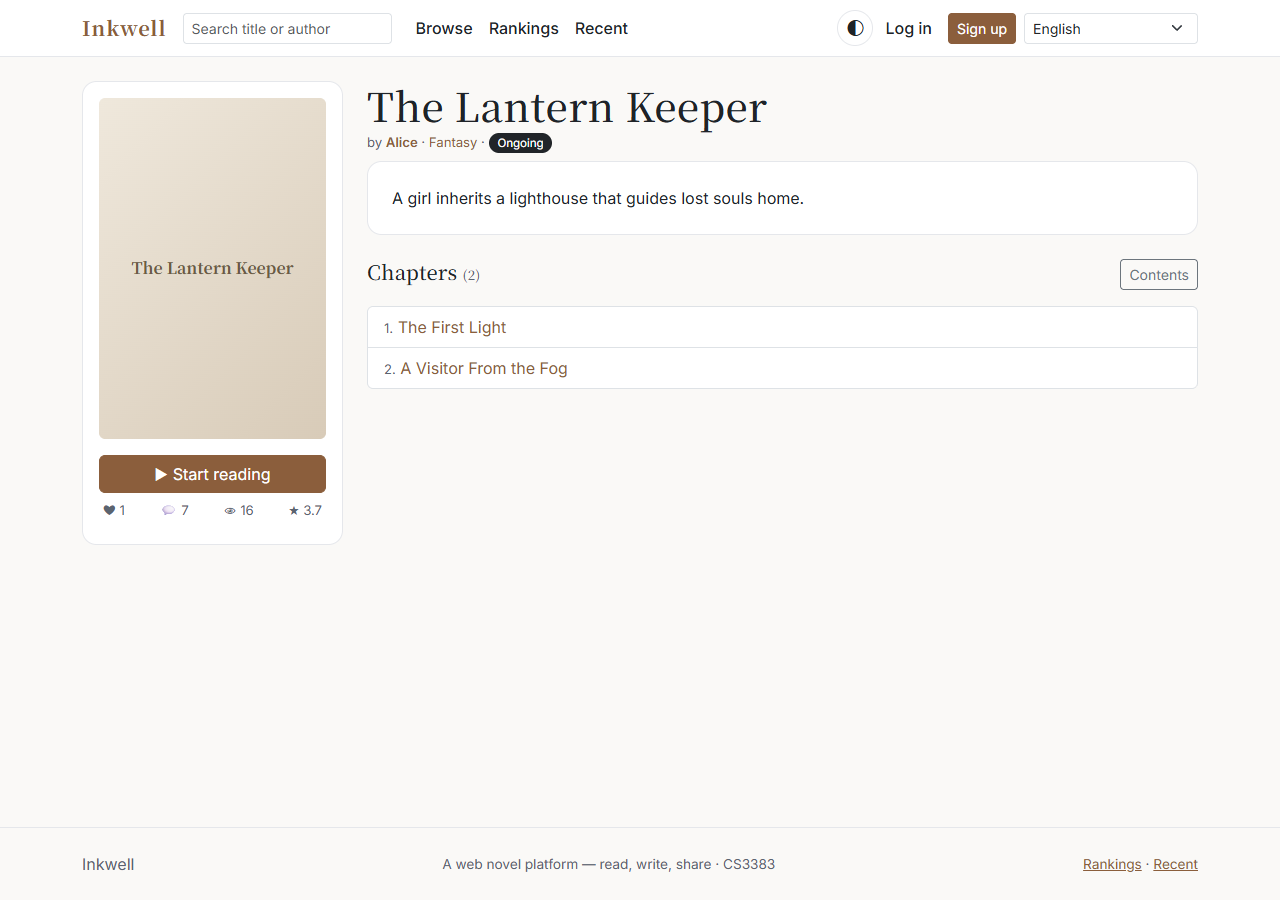 Inkwell Search title or author Browse Rankings Recent Log in Sign up English
The Lantern Keeper
▶ Start reading
1 7 16 ★ 3.7
The Lantern Keeper
by Alice · Fantasy · Ongoing
A girl inherits a lighthouse that guides lost souls home.
Chapters (2) Contents
1. The First Light
2. A Visitor From the Fog
Inkwell A web novel platform — read, write, share · CS3383 Rankings · Recent